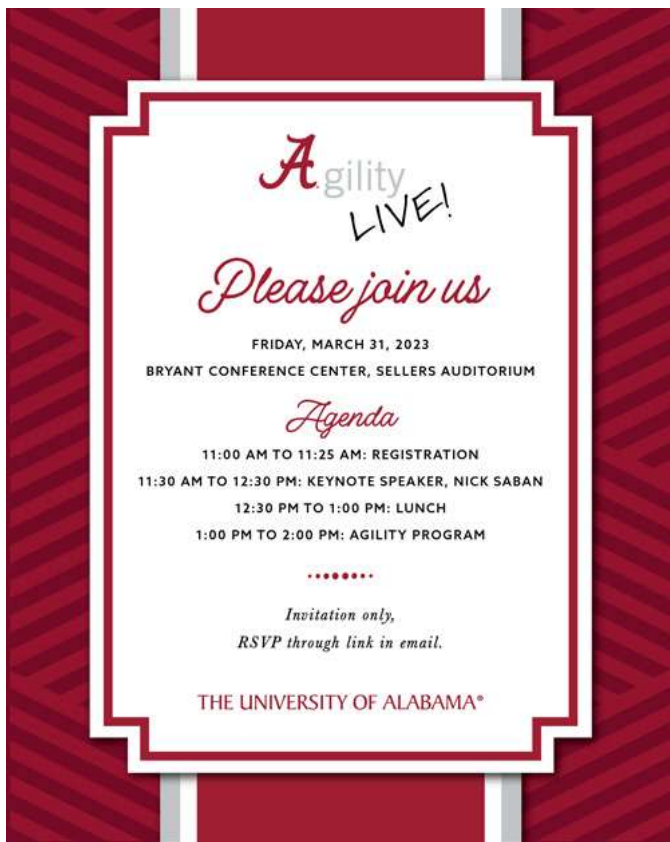 A.gility
LIVE!
Please join us
FRIDAY, MARCH 31, 2023
BRYANT CONFERENCE CENTER, SELLERS AUDITORIUM
Agenda
11:00 AM TO 11:25 AM: REGISTRATION
11:30 AM TO 12:30 PM: KEYNOTE SPEAKER, NICK SABAN
12:30 PM TO 1:00 PM: LUNCH
1:00 PM TO 2:00 PM: AGILITY PROGRAM
Invitation only,
RSVP through link in email.
THE UNIVERSITY OF ALABAMA®